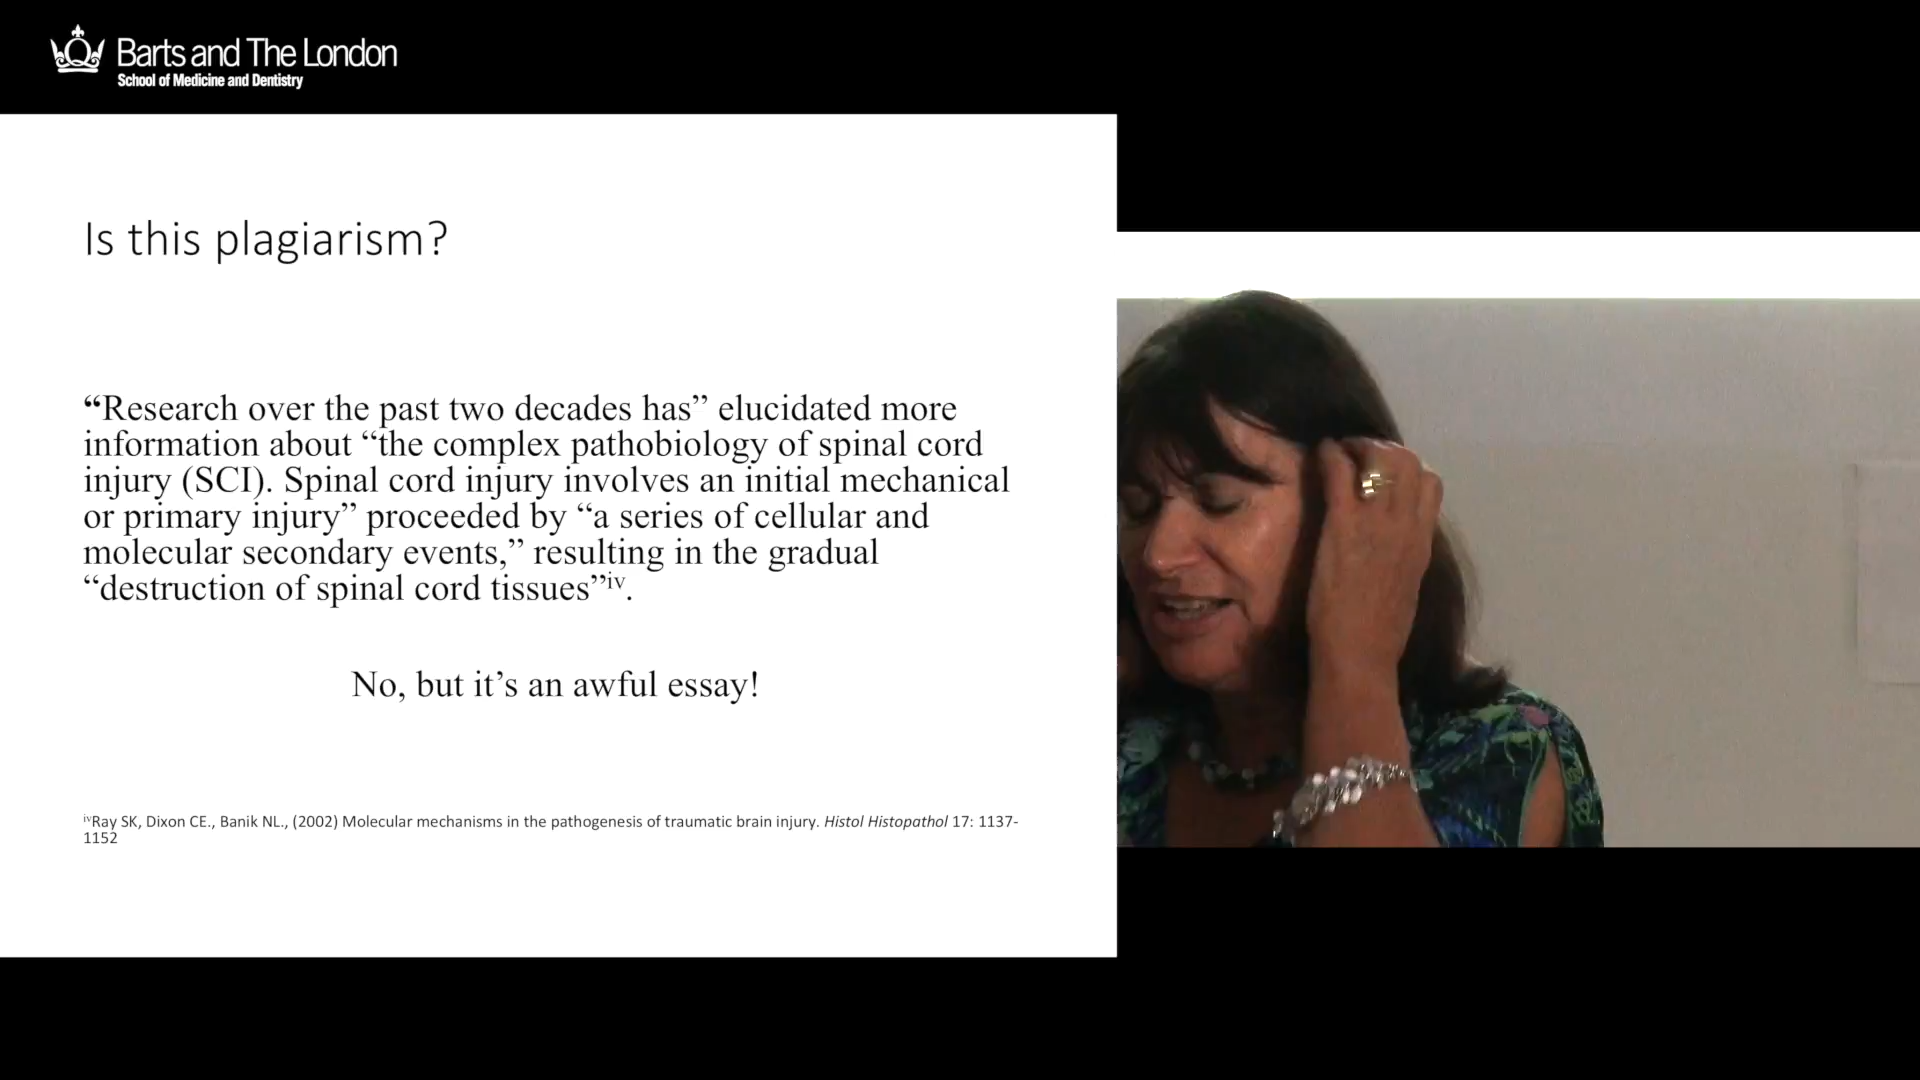 Barts and The London
School of Medicine and Dentistry
Is this plagiarism?
“Research over the past two decades has” elucidated more
information about “the complex pathobiology of spinal cord
injury (SCI). Spinal cord injury involves an initial mechanical
or primary injury” proceeded by “a series of cellular and
molecular secondary events,” resulting in the gradual
“destruction of spinal cord tissues”iv.
No, but it’s an awful essay!
ivRay SK, Dixon CE., Banik NL., (2002) Molecular mechanisms in the pathogenesis of traumatic brain injury. Histol Histopathol 17: 1137-
1152